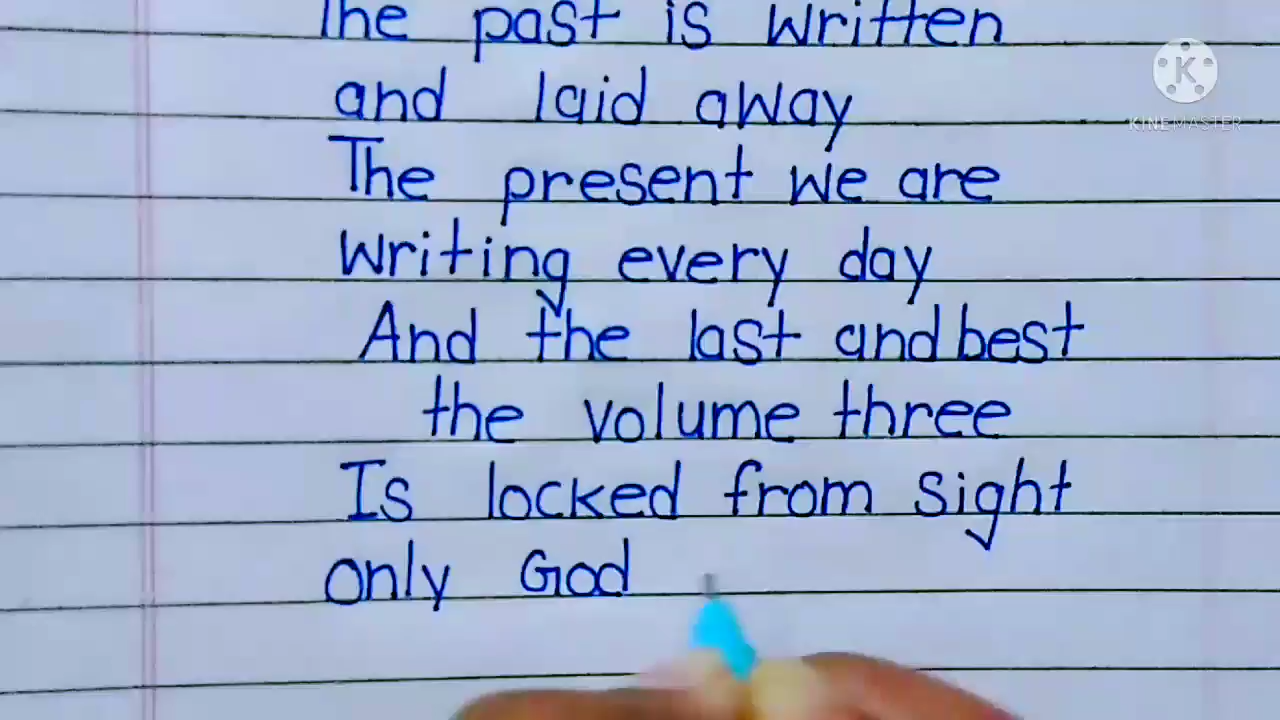 The past is written
and laid away
The present we are
writing every day
And the last and best
the volume three
Is locked from sight
only God
KINEMASTER